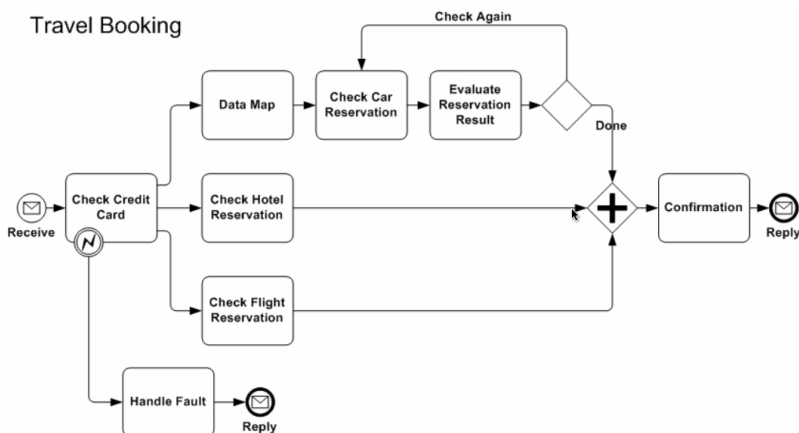 Travel Booking
Check Again
Data Map
Check Car
Reservation
Evaluate
Reservation
Result
Done
Check Credit
Card
Receive
Check Hotel
Reservation
Confirmation
Reply
Check Flight
Reservation
Handle Fault
Reply